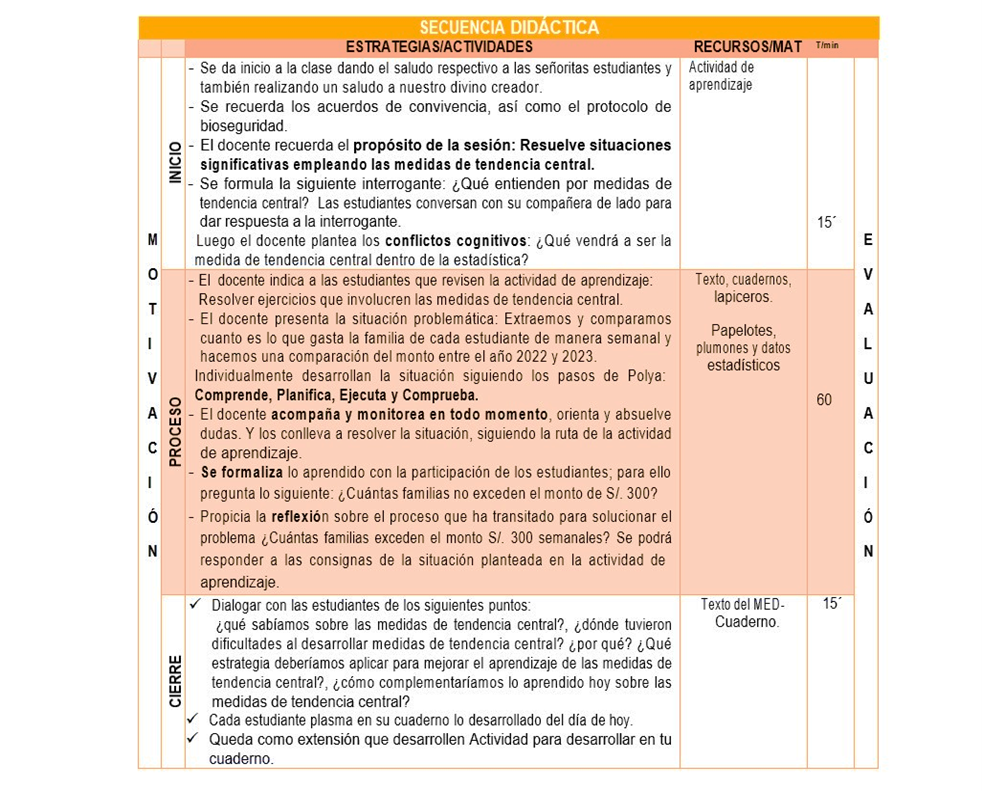 SECUENCIA DIDÁCTICA
ESTRATEGIAS/ACTIVIDADES
RECURSOS/MAT
T/min
MOTIVACIÓN
INICIO
- Se da inicio a la clase dando el saludo respectivo a las señoritas estudiantes y
también realizando un saludo a nuestro divino creador.
- Se recuerda los acuerdos de convivencia, así como el protocolo de
bioseguridad.
- El docente recuerda el propósito de la sesión: Resuelve situaciones
significativas empleando las medidas de tendencia central.
- Se formula la siguiente interrogante: ¿Qué entienden por medidas de
tendencia central? Las estudiantes conversan con su compañera de lado para
dar respuesta a la interrogante.
Luego el docente plantea los conflictos cognitivos: ¿Qué vendrá a ser la
medida de tendencia central dentro de la estadística?
Actividad de
aprendizaje
15´
PROCESO
- El docente indica a las estudiantes que revisen la actividad de aprendizaje:
Resolver ejercicios que involucren las medidas de tendencia central.
- El docente presenta la situación problemática: Extraemos y comparamos
cuanto es lo que gasta la familia de cada estudiante de manera semanal y
hacemos una comparación del monto entre el año 2022 y 2023.
Individualmente desarrollan la situación siguiendo los pasos de Polya:
Comprende, Planifica, Ejecuta y Comprueba.
- El docente acompaña y monitorea en todo momento, orienta y absuelve
dudas. Y los conlleva a resolver la situación, siguiendo la ruta de la actividad
de aprendizaje.
- Se formaliza lo aprendido con la participación de los estudiantes; para ello
pregunta lo siguiente: ¿Cuántas familias no exceden el monto de S/. 300?
- Propicia la reflexión sobre el proceso que ha transitado para solucionar el
problema ¿Cuántas familias exceden el monto S/. 300 semanales? Se podrá
responder a las consignas de la situación planteada en la actividad de
aprendizaje.
Texto, cuadernos,
lapiceros.
Papelotes,
plumones y datos
estadísticos
60
CIERRE
✓ Dialogar con las estudiantes de los siguientes puntos:
¿qué sabíamos sobre las medidas de tendencia central?, ¿dónde tuvieron
dificultades al desarrollar medidas de tendencia central? ¿por qué? ¿Qué
estrategia deberíamos aplicar para mejorar el aprendizaje de las medidas de
tendencia central?, ¿cómo complementaríamos lo aprendido hoy sobre las
medidas de tendencia central?
✓ Cada estudiante plasma en su cuaderno lo desarrollado del día de hoy.
✓ Queda como extensión que desarrollen Actividad para desarrollar en tu
cuaderno.
Texto del MED-
Cuaderno.
15´
EVALUACIÓN